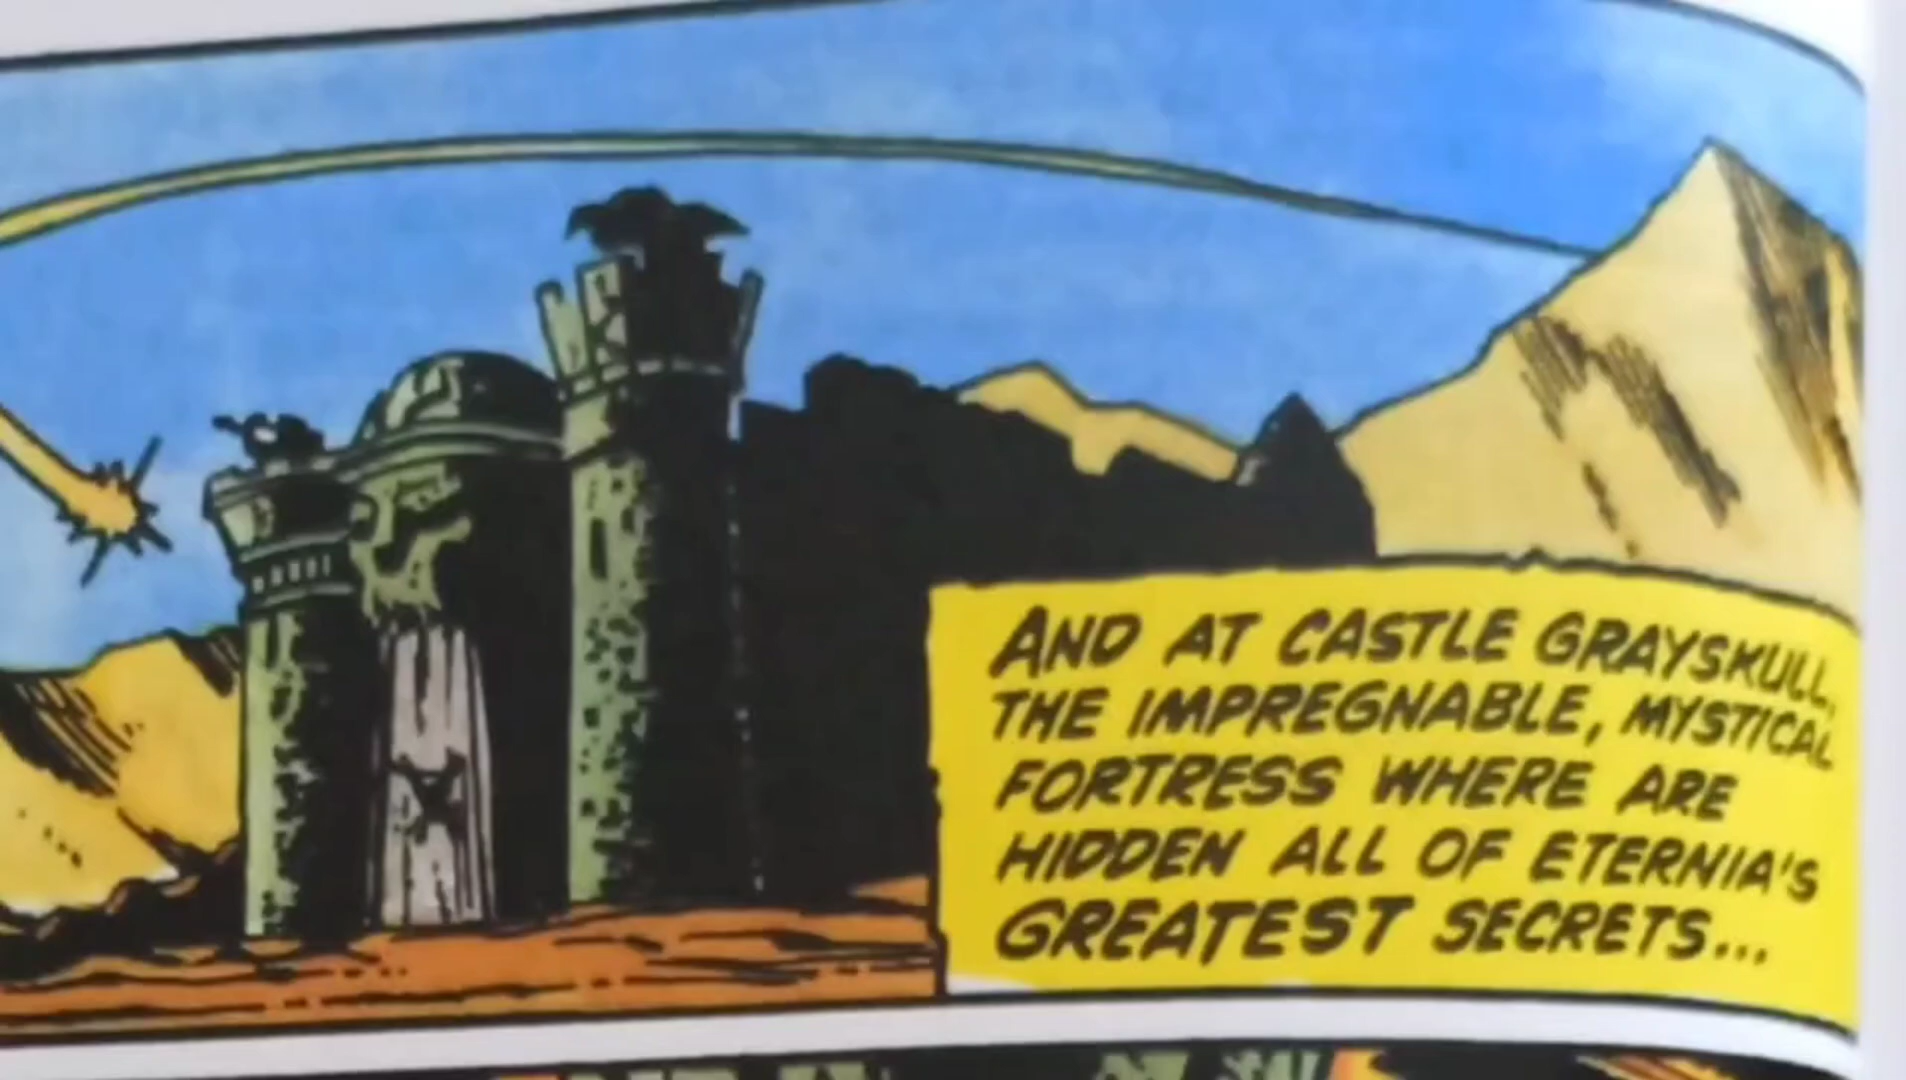 AND AT CASTLE GRAYSKULL,
THE IMPREGNABLE, MYSTICAL
FORTRESS WHERE ARE
HIDDEN ALL OF ETERNIA'S
GREATEST SECRETS...